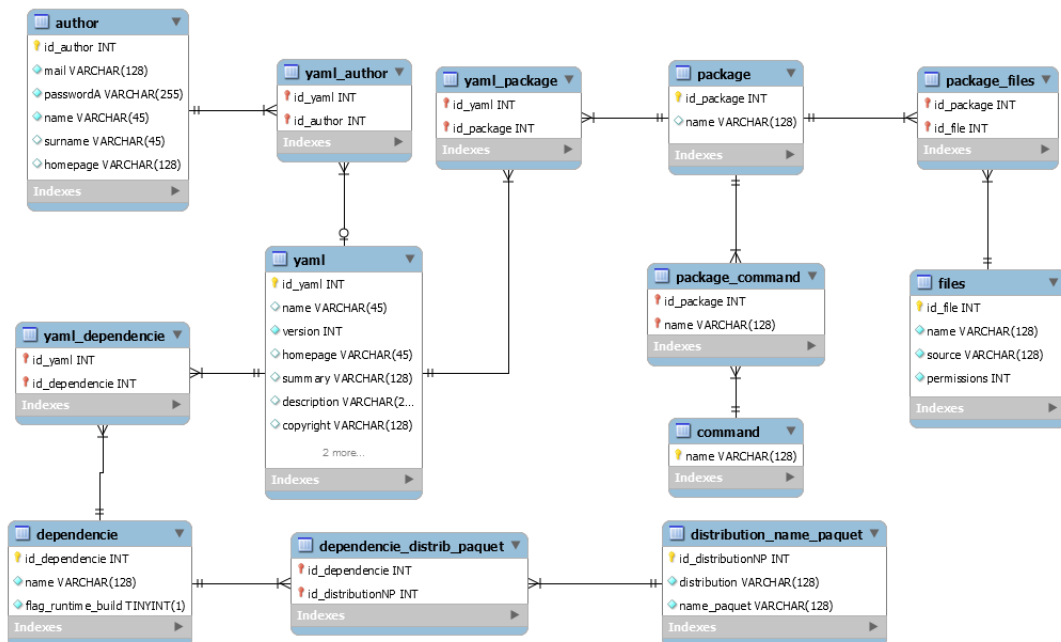 author
id_author INT
mail VARCHAR(128)
passwordA VARCHAR(255)
name VARCHAR(45)
surname VARCHAR(45)
homepage VARCHAR(128)
Indexes
yaml_author
id_yaml INT
id_author INT
Indexes
yaml_package
id_yaml INT
id_package INT
Indexes
package
id_package INT
name VARCHAR(128)
Indexes
package_files
id_package INT
id_file INT
Indexes
yaml
id_yaml INT
name VARCHAR(45)
version INT
homepage VARCHAR(45)
summary VARCHAR(128)
description VARCHAR(2...
copyright VARCHAR(128)
2 more...
Indexes
package_command
id_package INT
name VARCHAR(128)
Indexes
files
id_file INT
name VARCHAR(128)
source VARCHAR(128)
permissions INT
Indexes
yaml_dependencie
id_yaml INT
id_dependencie INT
Indexes
command
name VARCHAR(128)
Indexes
dependencie
id_dependencie INT
name VARCHAR(128)
flag_runtime_build TINYINT(1)
Indexes
dependencie_distrib_paquet
id_dependencie INT
id_distributionNP INT
Indexes
distribution_name_paquet
id_distributionNP INT
distribution VARCHAR(128)
name_paquet VARCHAR(128)
Indexes